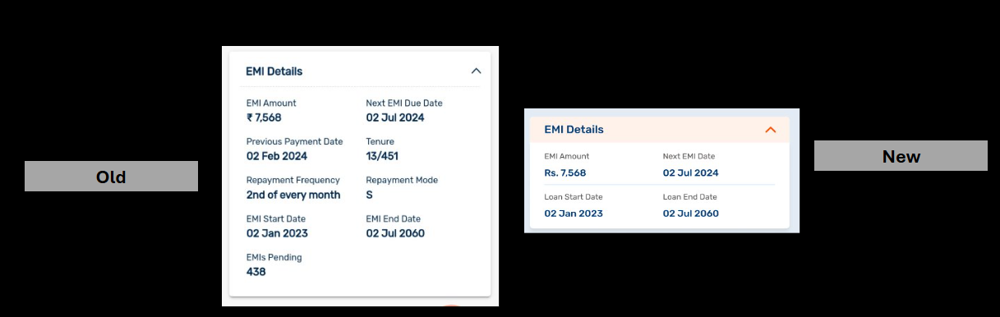 Old
EMI Details
EMI Amount Next EMI Due Date
₹ 7,568 02 Jul 2024
Previous Payment Date Tenure
02 Feb 2024 13/451
Repayment Frequency Repayment Mode
2nd of every month S
EMI Start Date EMI End Date
02 Jan 2023 02 Jul 2060
EMIs Pending
438
EMI Details
EMI Amount Next EMI Date
Rs. 7,568 02 Jul 2024
Loan Start Date Loan End Date
02 Jan 2023 02 Jul 2060
New